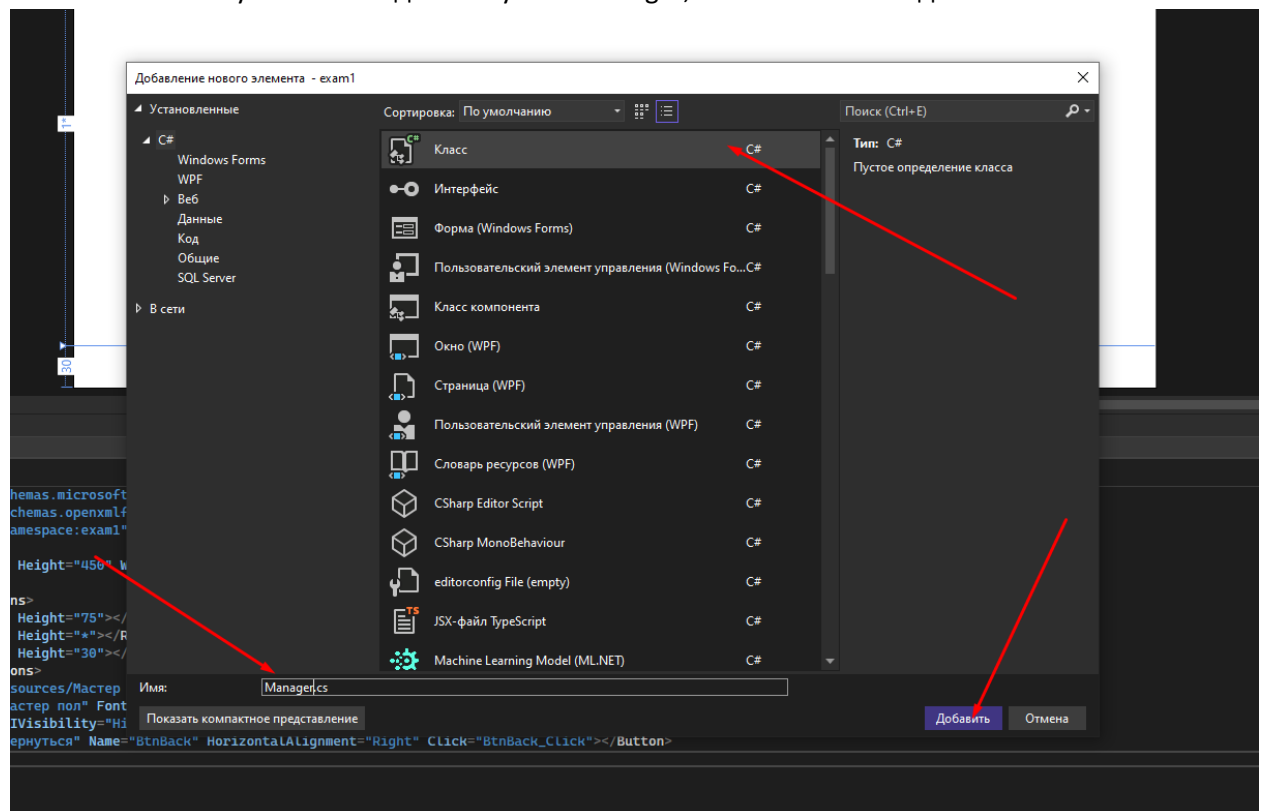 Добавление нового элемента - exam1
Установленные
C#
Windows Forms
WPF
Веб
Данные
Код
Общие
SQL Server
В сети
Сортировка: По умолчанию
Класс C#
Интерфейс C#
Форма (Windows Forms) C#
Пользовательский элемент управления (Windows Fo...C#
Класс компонента C#
Окно (WPF) C#
Страница (WPF) C#
Пользовательский элемент управления (WPF) C#
Словарь ресурсов (WPF) C#
CSharp Editor Script C#
CSharp MonoBehaviour C#
editorconfig File (empty) C#
JSX-файл TypeScript C#
Machine Learning Model (ML.NET) C#
Поиск (Ctrl+E)
Тип: C#
Пустое определение класса
Имя: Manager.cs
Показать компактное представление
Добавить Отмена
1*
30
hemas.microsoft
chemas.openxmlf
amespace:exam1"
Height="450" W
ns>
Height="75"></
Height="*"></R
Height="30"></
ons>
sources/Мастер
астер пол" Font
IVisibility="Hi
ернуться" Name="BtnBack" HorizontalAlignment="Right" Click="BtnBack_Click"></Button>